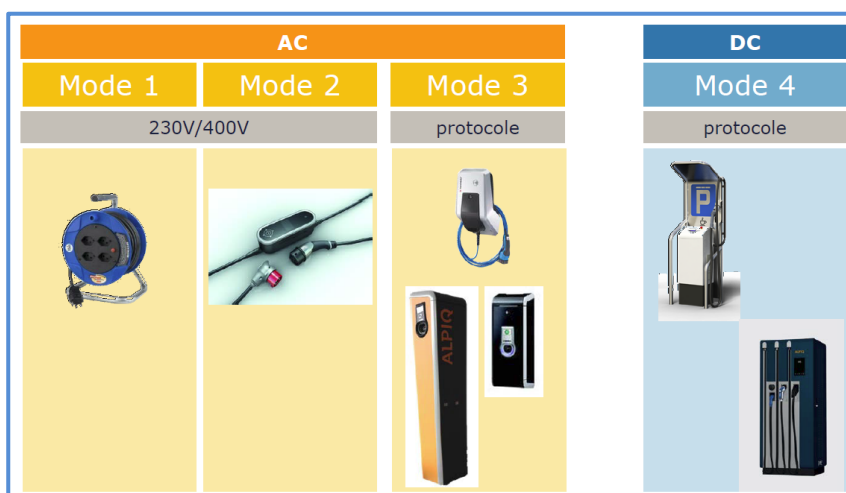 AC
DC
Mode 1
Mode 2
Mode 3
Mode 4
230V/400V
protocole
protocole
P
ALPIQ